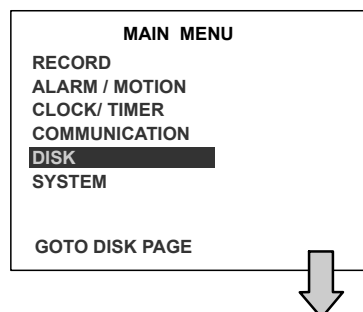 MAIN MENU
RECORD
ALARM / MOTION
CLOCK/ TIMER
COMMUNICATION
DISK
SYSTEM
GOTO DISK PAGE